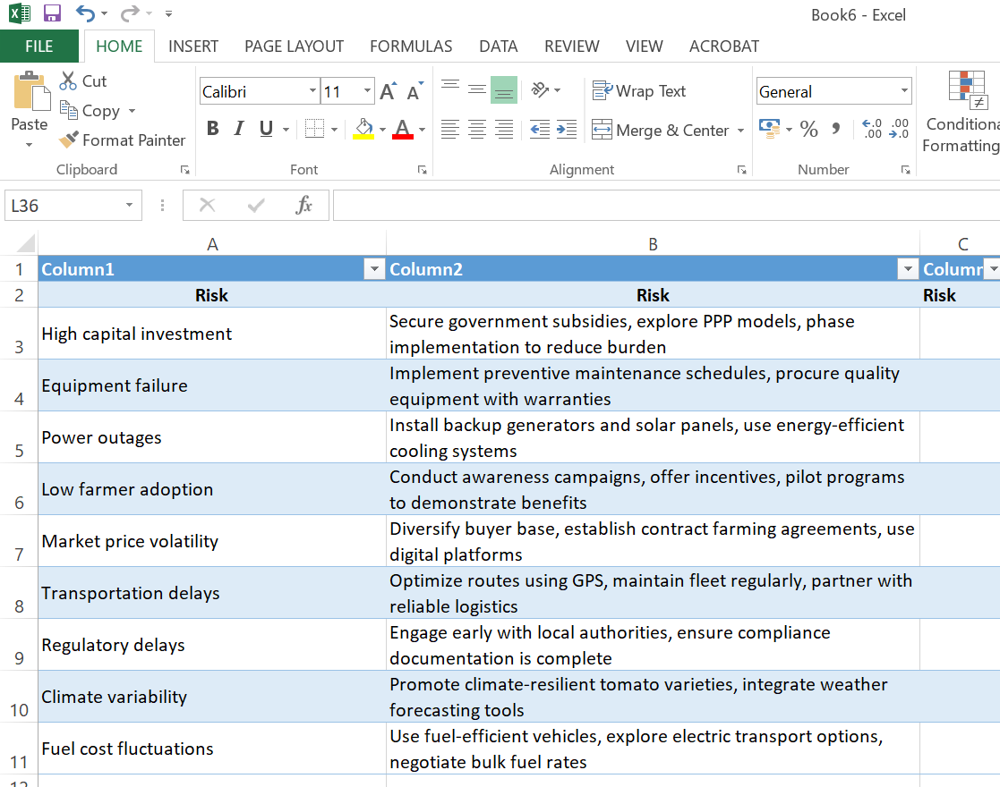 Book6 - Excel
FILE HOME INSERT PAGE LAYOUT FORMULAS DATA REVIEW VIEW ACROBAT
Paste
Cut
Copy
Format Painter
Clipboard
Calibri 11 A A
B I U A
Font
Wrap Text
Merge & Center
Alignment
General
% , ←.0 .00 .00 →.0
Number
Conditiona
Formatting
L36 fx
A B C
1 Column1 Column2 Column
2 Risk Risk Risk
Secure government subsidies, explore PPP models, phase
3 High capital investment implementation to reduce burden
Implement preventive maintenance schedules, procure quality
4 Equipment failure equipment with warranties
Install backup generators and solar panels, use energy-efficient
5 Power outages cooling systems
Conduct awareness campaigns, offer incentives, pilot programs
6 Low farmer adoption to demonstrate benefits
Diversify buyer base, establish contract farming agreements, use
7 Market price volatility digital platforms
Optimize routes using GPS, maintain fleet regularly, partner with
8 Transportation delays reliable logistics
Engage early with local authorities, ensure compliance
9 Regulatory delays documentation is complete
Promote climate-resilient tomato varieties, integrate weather
10 Climate variability forecasting tools
Use fuel-efficient vehicles, explore electric transport options,
11 Fuel cost fluctuations negotiate bulk fuel rates